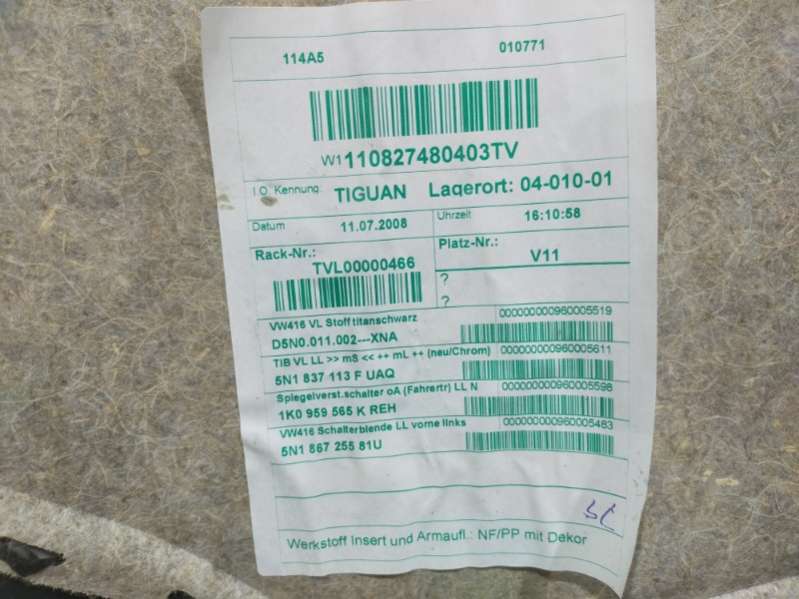 114A5 010771
W1110827480403TV
I.O. Kennung: TIGUAN Lagerort: 04-010-01
Datum 11.07.2008 Uhrzeit 16:10:58
Rack-Nr.: TVL00000466 Platz-Nr.: V11
?
?
VW416 VL Stoff titanschwarz 000000000960005519
D5N0.011.002---XNA
TIB VL LL >> mS << ++ mL ++ (neu/Chrom) 000000000960005611
5N1 837 113 F UAQ
Spiegelverst.schalter oA (Fahrertr) LL N 000000000960005598
1K0 959 565 K REH
VW416 Schalterblende LL vorne links 000000000960005483
5N1 867 255 81U
Werkstoff Insert und Armaufl.: NF/PP mit Dekor